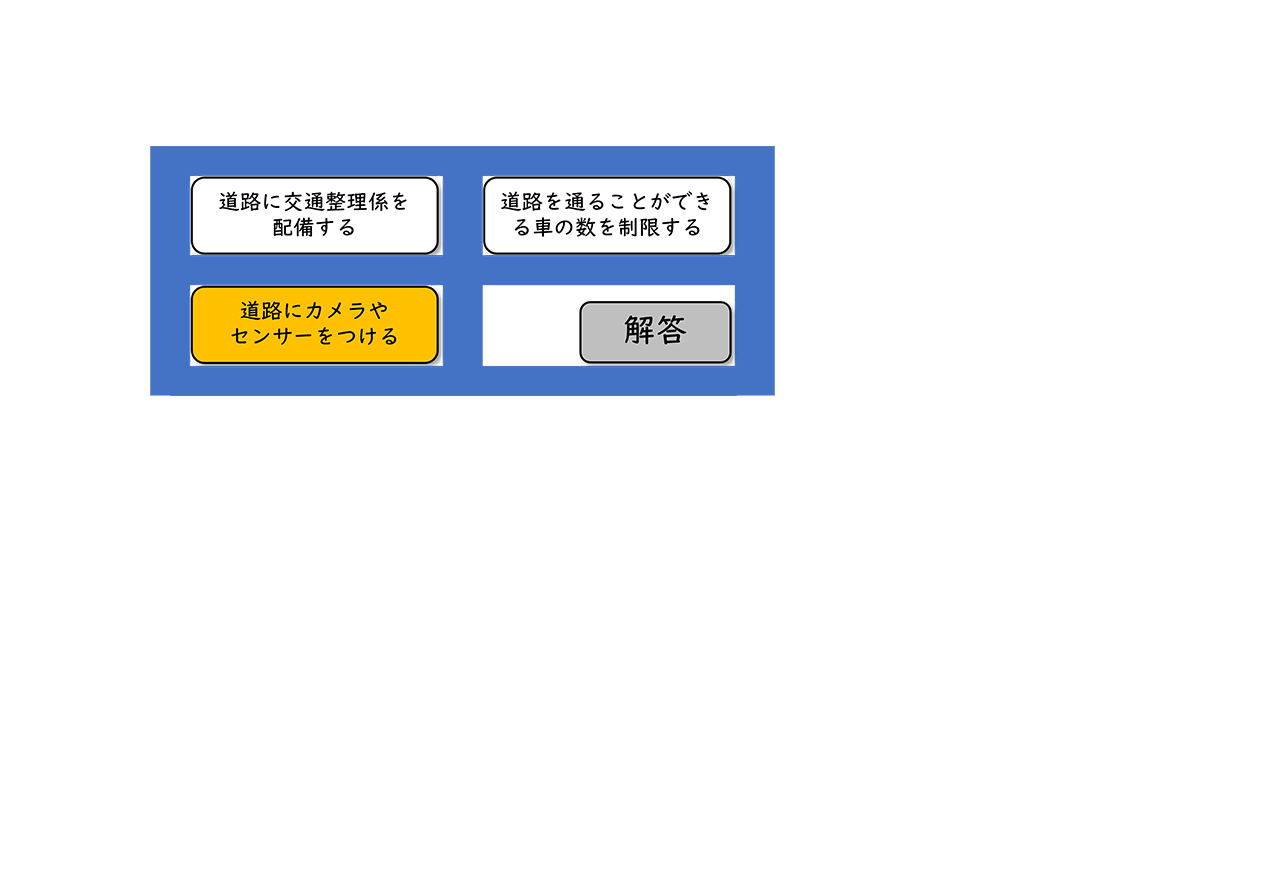 道路に交通整理係を
配備する
道路を通ることができ
る車の数を制限する
道路にカメラや
センサーをつける
解答